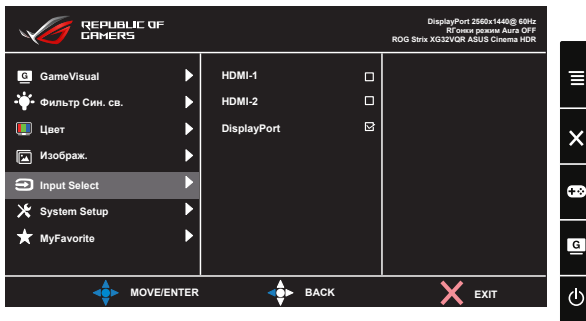 REPUBLIC OF
GAMERS
DisplayPort 2560x1440@ 60Hz
RГонки режим Aura OFF
ROG Strix XG32VQR ASUS Cinema HDR
G GameVisual
Фильтр Син. св.
Цвет
Изображ.
Input Select
System Setup
MyFavorite
HDMI-1
HDMI-2
DisplayPort
MOVE/ENTER
BACK
EXIT
G